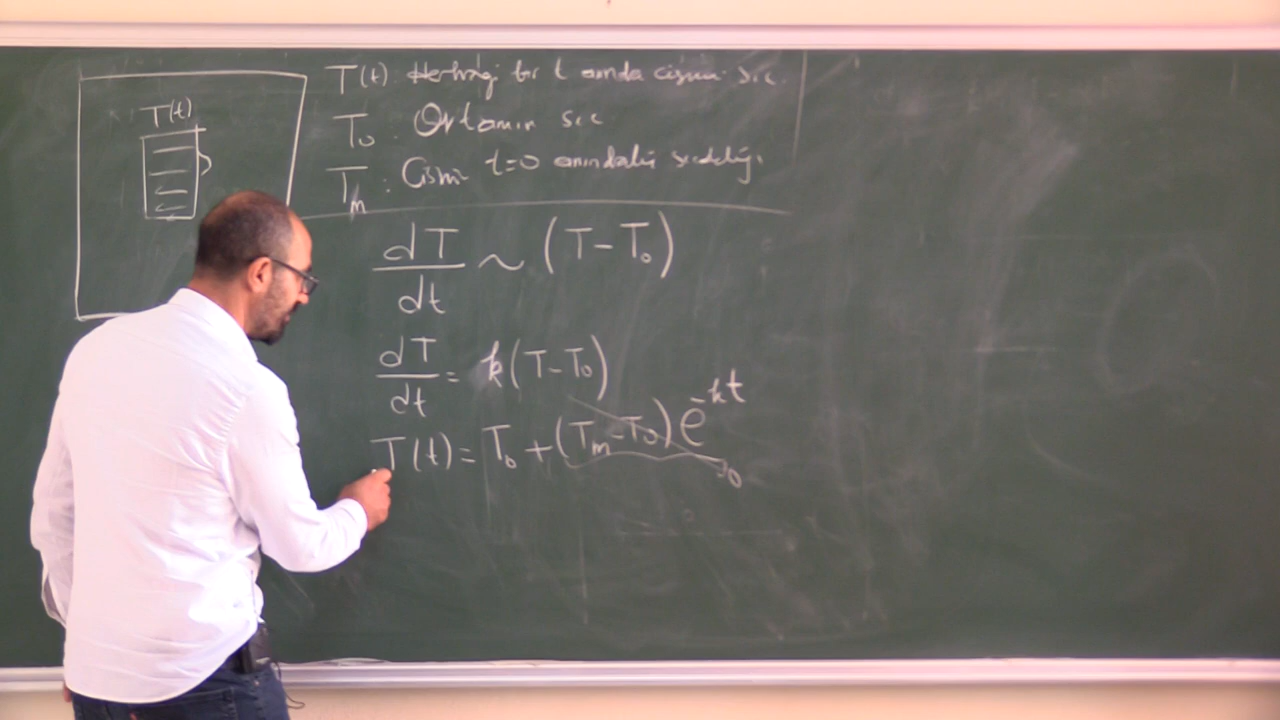 T(t)
T(t): Herhangi bir t anında cismin sıc.
T₀: Ortamın sıc.
Tₘ: Cismi t=0 anındaki sıcaklığı.
dT/dt ~ (T-T₀)
dT/dt = k(T-T₀)
T(t) = T₀ + (Tₘ-T₀)e^-kt
0